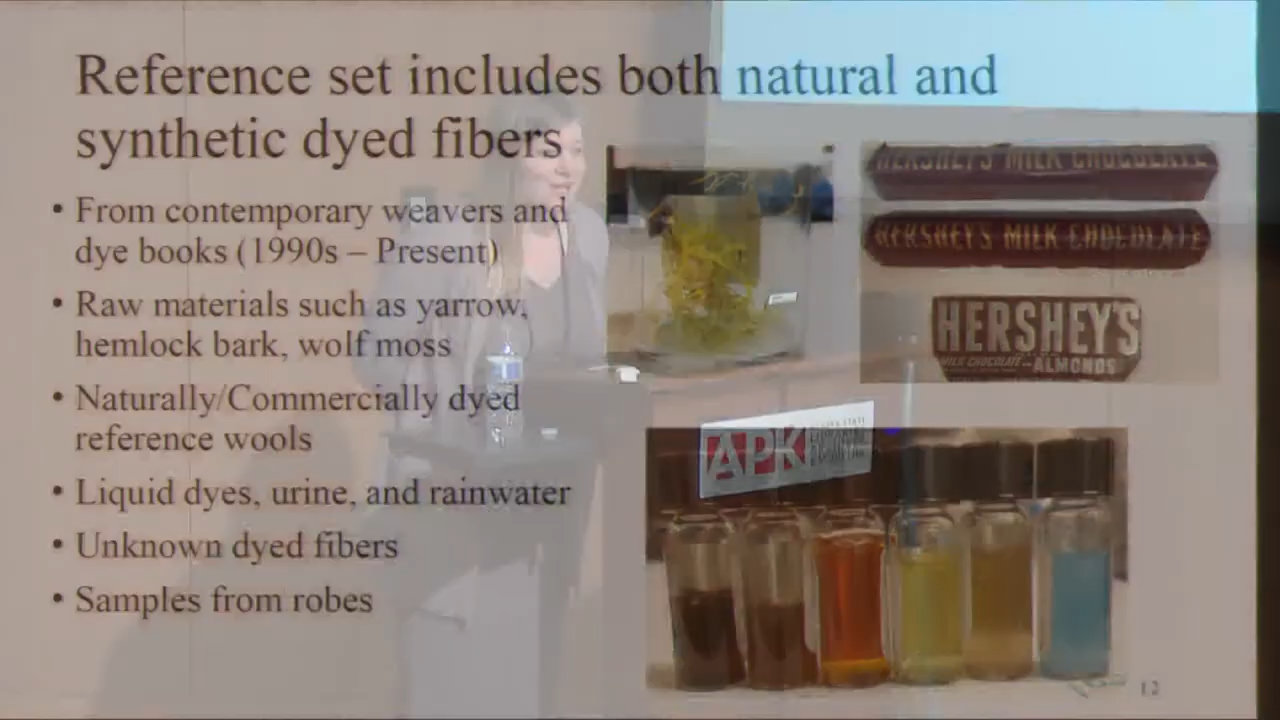 Reference set includes both natural and
synthetic dyed fibers
• From contemporary weavers and
dye books (1990s – Present)
• Raw materials such as yarrow,
hemlock bark, wolf moss
• Naturally/Commercially dyed
reference wools
• Liquid dyes, urine, and rainwater
• Unknown dyed fibers
• Samples from robes
HERSHEY'S MILK CHOCOLATE
HERSHEY'S MILK CHOCOLATE
HERSHEY'S
MILK CHOCOLATE ALMONDS
APK
12